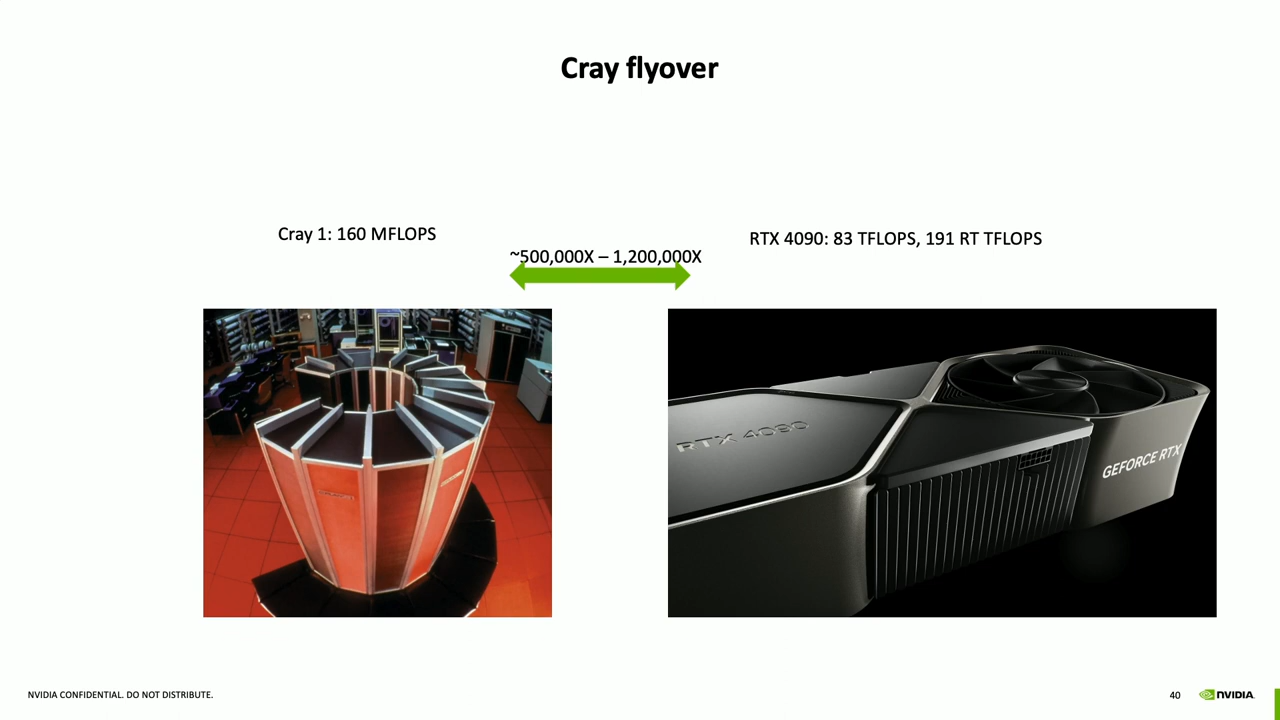 Cray flyover
Cray 1: 160 MFLOPS
RTX 4090: 83 TFLOPS, 191 RT TFLOPS
~500,000X – 1,200,000X
RTX 4090
GEFORCE RTX
NVIDIA CONFIDENTIAL. DO NOT DISTRIBUTE.
40
NVIDIA.